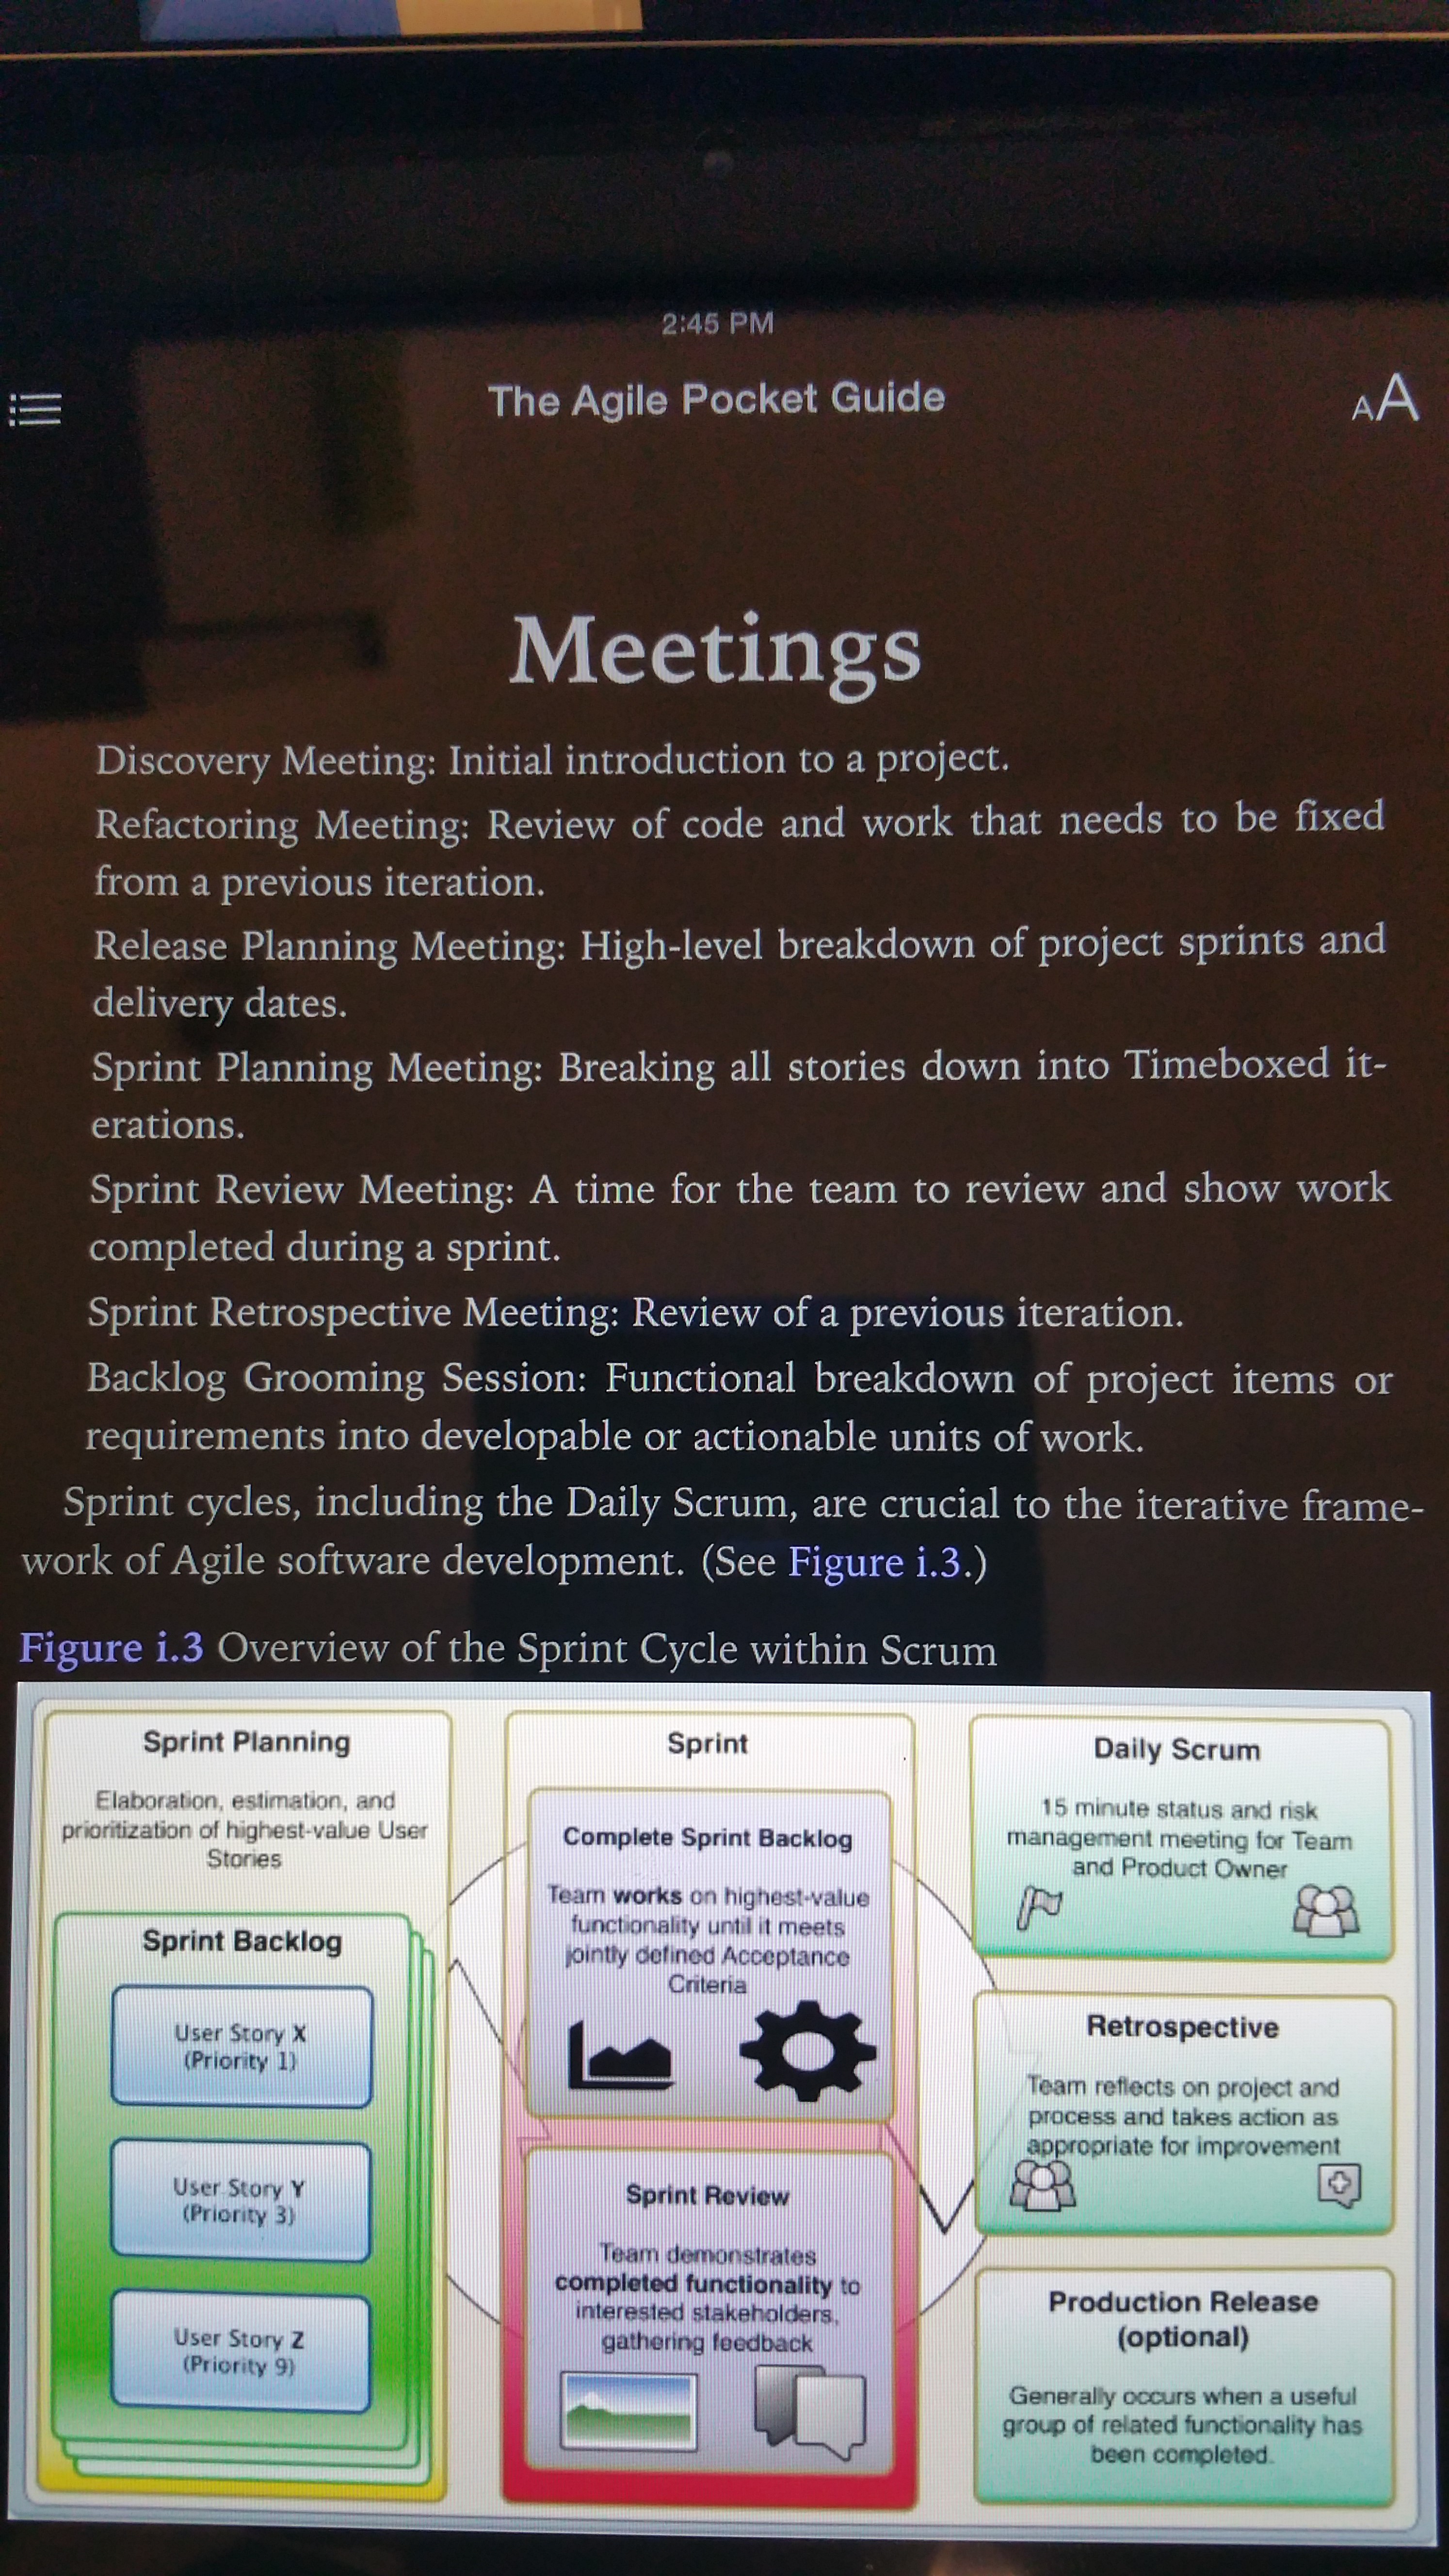 2:45 PM
The Agile Pocket Guide
AA
Meetings
Discovery Meeting: Initial introduction to a project.
Refactoring Meeting: Review of code and work that needs to be fixed
from a previous iteration.
Release Planning Meeting: High-level breakdown of project sprints and
delivery dates.
Sprint Planning Meeting: Breaking all stories down into Timeboxed it-
erations.
Sprint Review Meeting: A time for the team to review and show work
completed during a sprint.
Sprint Retrospective Meeting: Review of a previous iteration.
Backlog Grooming Session: Functional breakdown of project items or
requirements into developable or actionable units of work.
Sprint cycles, including the Daily Scrum, are crucial to the iterative frame-
work of Agile software development. (See Figure i.3.)
Figure i.3 Overview of the Sprint Cycle within Scrum
Sprint Planning
Elaboration, estimation, and
prioritization of highest-value User
Stories
Sprint Backlog
User Story X
(Priority 1)
User Story Y
(Priority 3)
User Story Z
(Priority 9)
Sprint
Complete Sprint Backlog
Team works on highest-value
functionality until it meets
jointly defined Acceptance
Criteria
Sprint Review
Team demonstrates
completed functionality to
interested stakeholders,
gathering feedback
Daily Scrum
15 minute status and risk
management meeting for Team
and Product Owner
Retrospective
Team reflects on project and
process and takes action as
appropriate for improvement
Production Release
(optional)
Generally occurs when a useful
group of related functionality has
been completed.